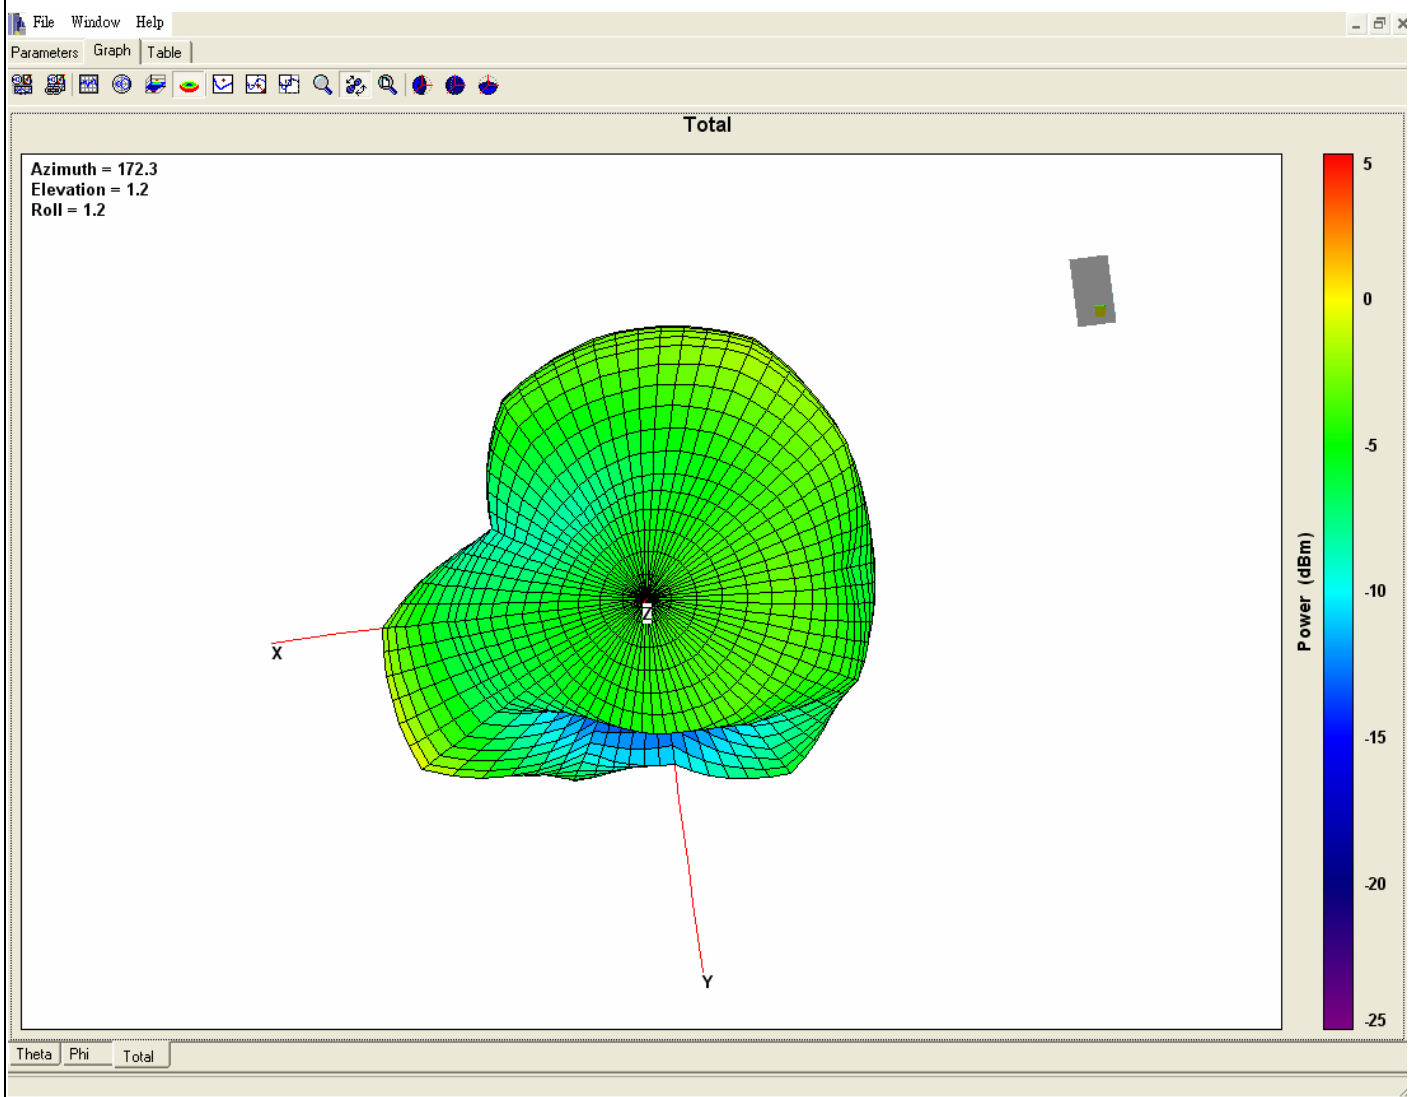 File Window Help
Parameters Graph Table
Total
Azimuth = 172.3
Elevation = 1.2
Roll = 1.2
5
0
-5
-10
-15
-20
-25
Power (dBm)
Z
X
Y
Theta Phi Total